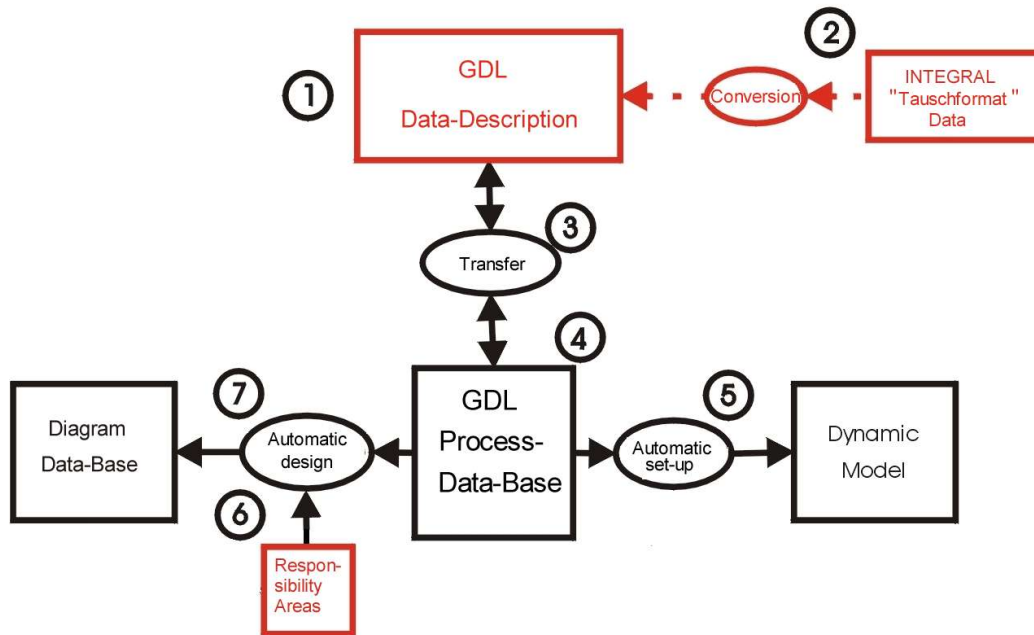 1
GDL
Data-Description
2
Conversion
INTEGRAL
"Tauschformat"
Data
3
Transfer
4
GDL
Process-
Data-Base
5
Automatic
set-up
Dynamic
Model
7
Automatic
design
Diagram
Data-Base
6
Respon-
sibility
Areas